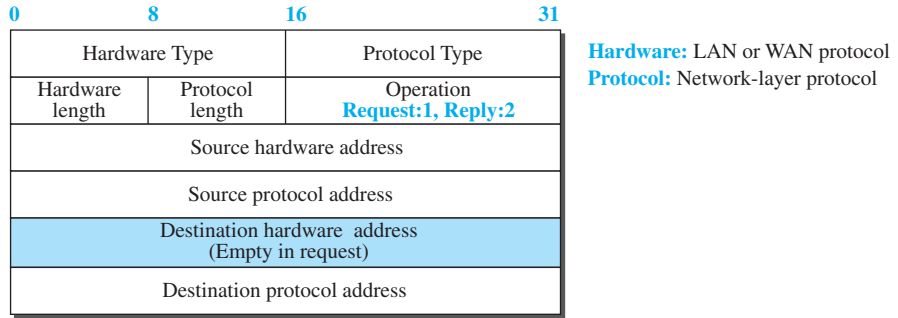 0 8 16 31
Hardware Type Protocol Type
Hardware length Protocol length Operation
Request:1, Reply:2
Source hardware address
Source protocol address
Destination hardware address
(Empty in request)
Destination protocol address
Hardware: LAN or WAN protocol
Protocol: Network-layer protocol